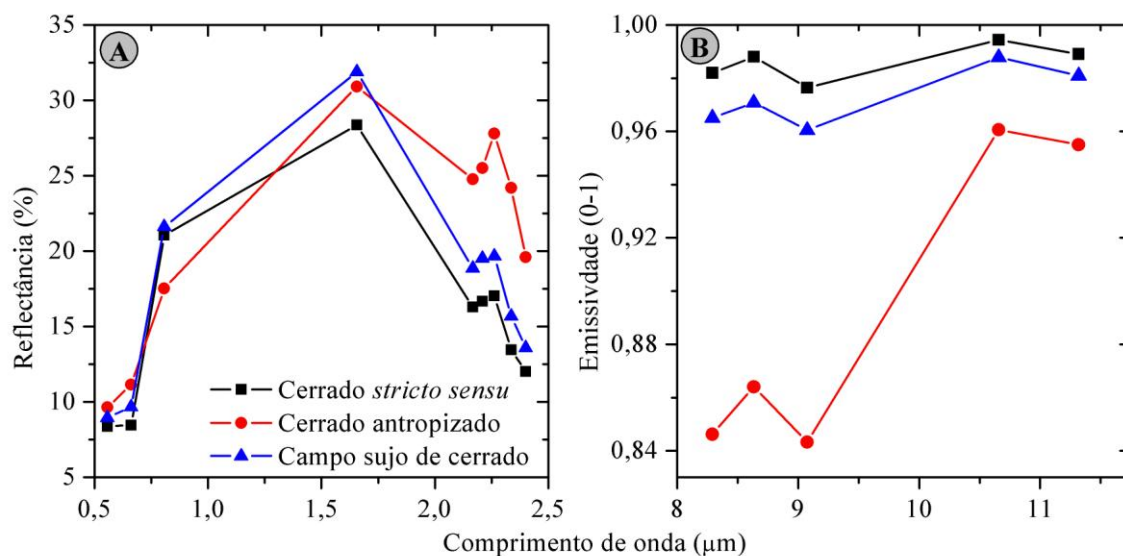 A
Reflectância (%)
35
30
25
20
15
10
5
0,5 1,0 1,5 2,0 2,5
Cerrado stricto sensu
Cerrado antropizado
Campo sujo de cerrado
B
Emissivdade (0-1)
1,00
0,96
0,92
0,88
0,84
8 9 10 11
Comprimento de onda (μm)